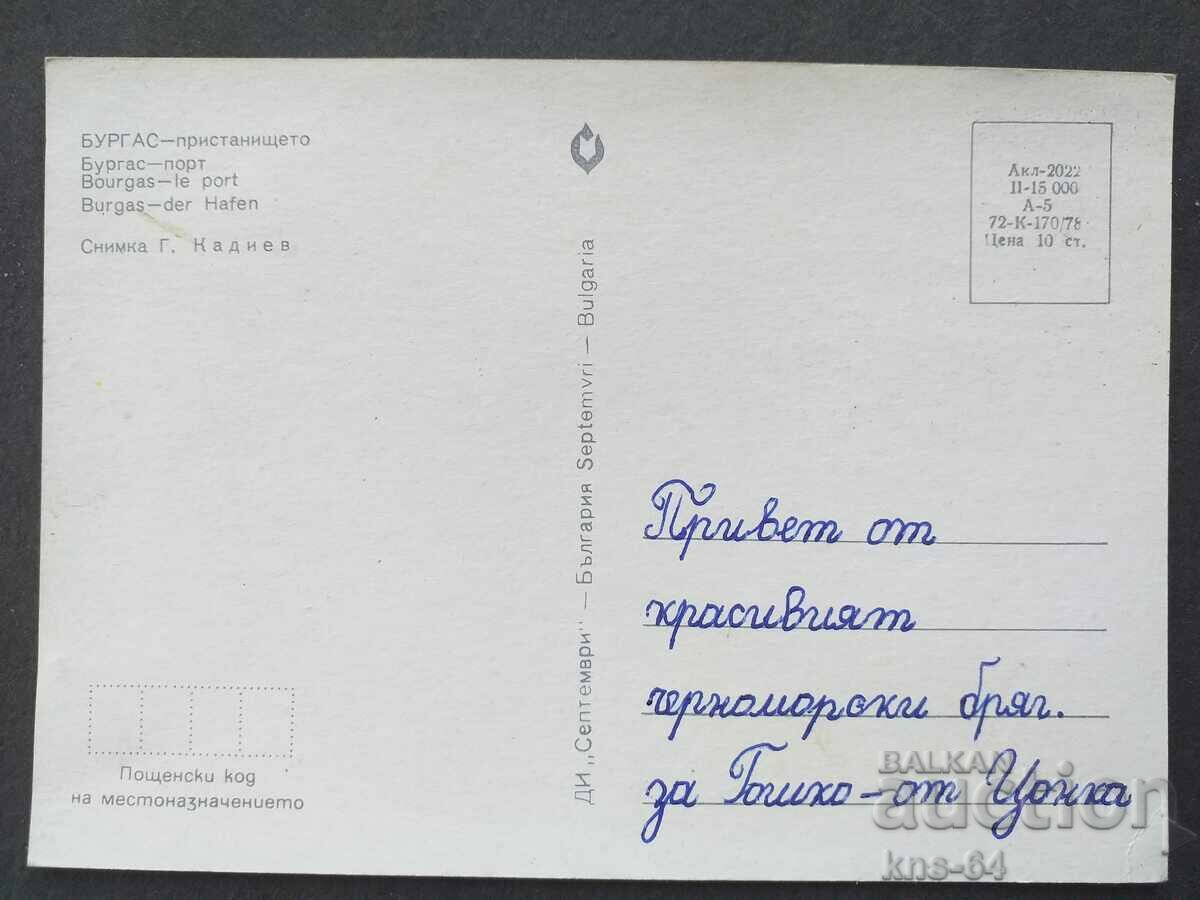 БУРГАС—пристанището
Бургас—порт
Bourgas—le port
Burgas—der Hafen
Снимка Г. Кадиев
Пощенски код
на местоназначението
ДИ „Септември" — България Septemvri — Bulgaria
Акл-2022
II-15 000
А-5
72-К-170/78
Цена 10 ст.
Привет от
красивият
черноморски бряг.
за Гошко – от Цонка
BALKAN
auction
kns-64